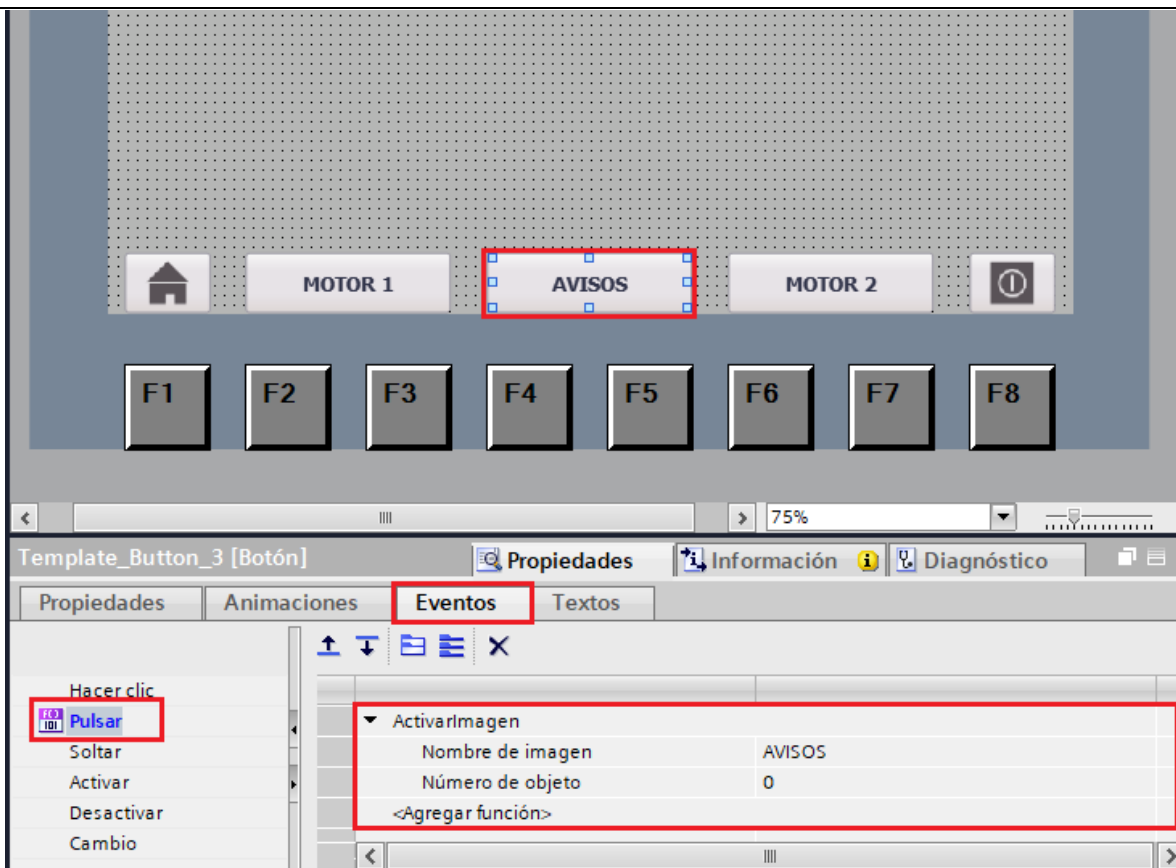 MOTOR 1 AVISOS MOTOR 2
F1 F2 F3 F4 F5 F6 F7 F8
75%
Template_Button_3 [Botón] Propiedades Información Diagnóstico
Propiedades Animaciones Eventos Textos
Hacer clic
Pulsar ActivarImagen
Soltar Nombre de imagen AVISOS
Activar Número de objeto 0
Desactivar <Agregar función>
Cambio